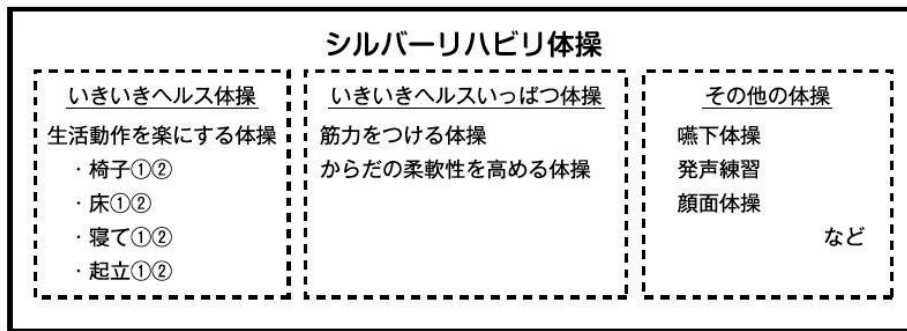 シルバーリハビリ体操
いきいきヘルス体操
生活動作を楽にする体操
・椅子①②
・床①②
・寝て①②
・起立①②
いきいきヘルスいっぱつ体操
筋力をつける体操
からだの柔軟性を高める体操
その他の体操
嚥下体操
発声練習
顔面体操
など